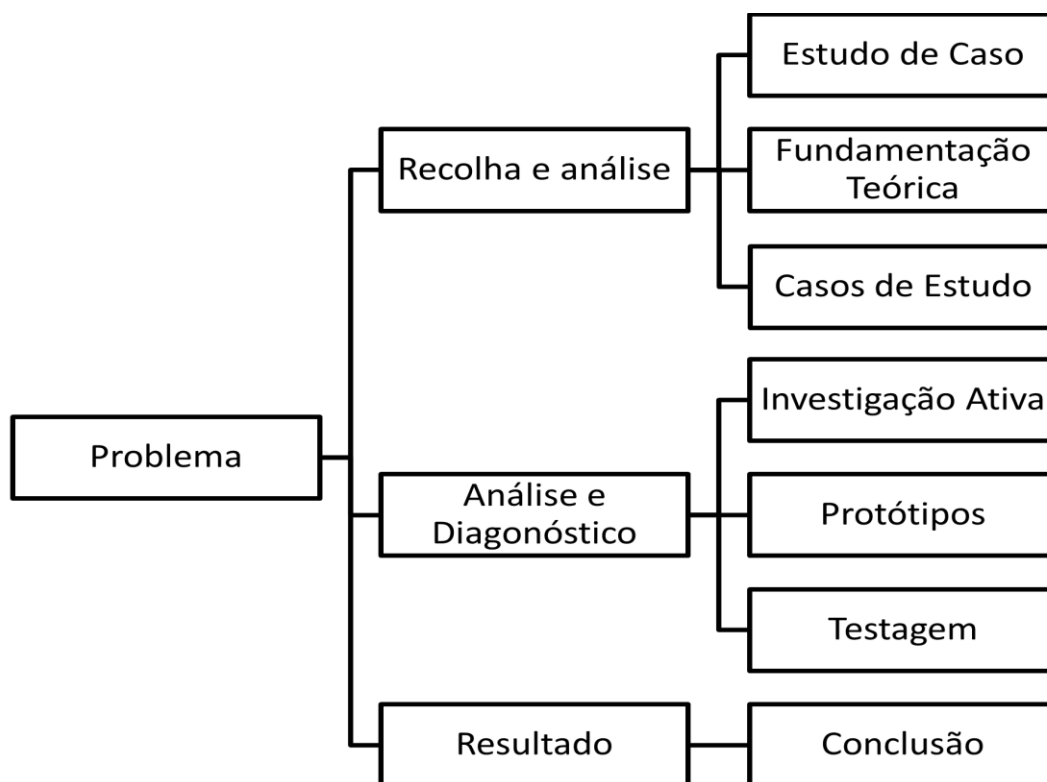 Problema
Recolha e análise
Estudo de Caso
Fundamentação
Teórica
Casos de Estudo
Análise e
Diagonóstico
Investigação Ativa
Protótipos
Testagem
Resultado
Conclusão